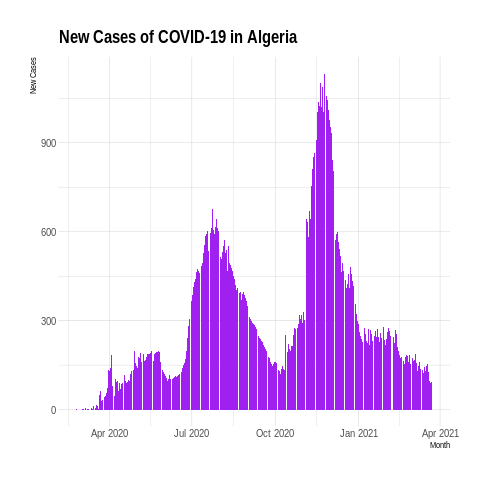 New Cases of COVID-19 in Algeria
New Cases
900
600
300
0
Apr 2020 Jul 2020 Oct 2020 Jan 2021 Apr 2021
Month